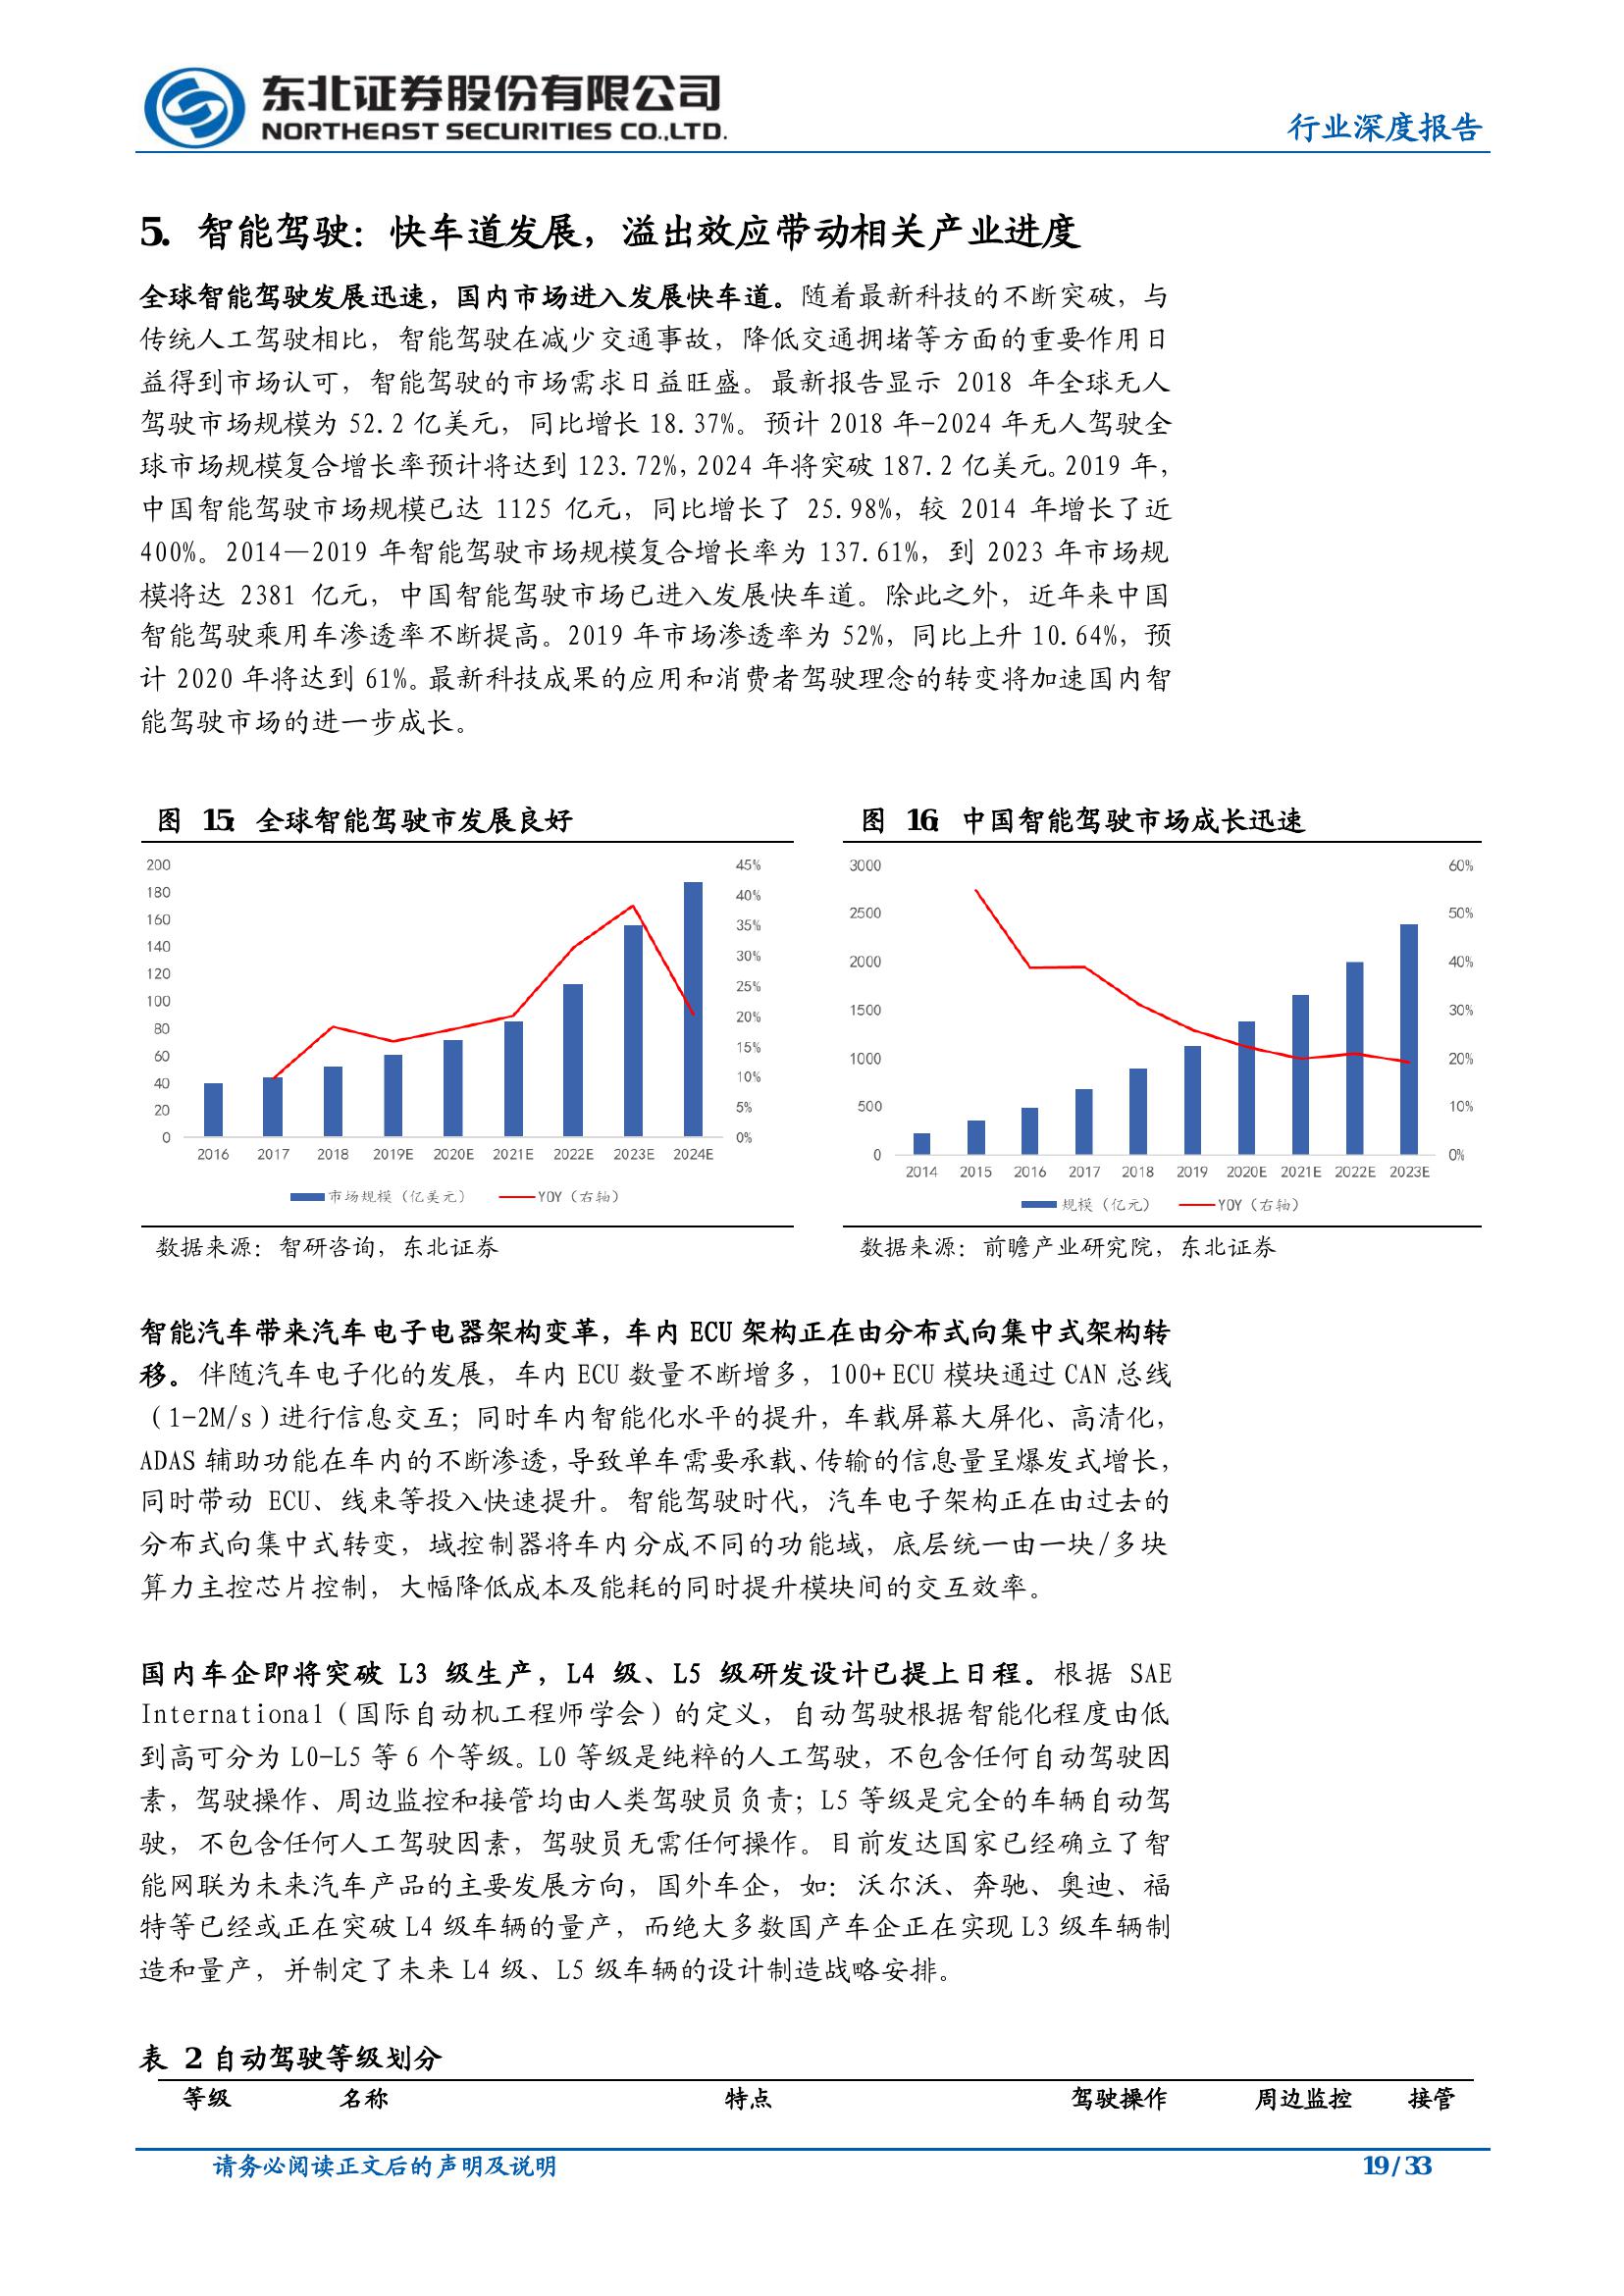 东北证券股份有限公司
NORTHEAST SECURITIES CO.,LTD.
行业深度报告
5. 智能驾驶：快车道发展，溢出效应带动相关产业进度
全球智能驾驶发展迅速，国内市场进入发展快车道。随着最新科技的不断突破，与
传统人工驾驶相比，智能驾驶在减少交通事故，降低交通拥堵等方面的重要作用日
益得到市场认可，智能驾驶的市场需求日益旺盛。最新报告显示 2018 年全球无人
驾驶市场规模为 52.2 亿美元，同比增长 18.37%。预计 2018 年-2024 年无人驾驶全
球市场规模复合增长率预计将达到 123.72%，2024 年将突破 187.2 亿美元。2019 年，
中国智能驾驶市场规模已达 1125 亿元，同比增长了 25.98%，较 2014 年增长了近
400%。2014—2019 年智能驾驶市场规模复合增长率为 137.61%，到 2023 年市场规
模将达 2381 亿元，中国智能驾驶市场已进入发展快车道。除此之外，近年来中国
智能驾驶乘用车渗透率不断提高。2019 年市场渗透率为 52%，同比上升 10.64%，预
计 2020 年将达到 61%。最新科技成果的应用和消费者驾驶理念的转变将加速国内智
能驾驶市场的进一步成长。
图 15：全球智能驾驶市发展良好
200
180
160
140
120
100
80
60
40
20
0
45%
40%
35%
30%
25%
20%
15%
10%
5%
0%
2016 2017 2018 2019E 2020E 2021E 2022E 2023E 2024E
市场规模（亿美元） YOY（右轴）
数据来源：智研咨询，东北证券
图 16：中国智能驾驶市场成长迅速
3000
2500
2000
1500
1000
500
0
60%
50%
40%
30%
20%
10%
0%
2014 2015 2016 2017 2018 2019 2020E 2021E 2022E 2023E
规模（亿元） YOY（右轴）
数据来源：前瞻产业研究院，东北证券
智能汽车带来汽车电子电器架构变革，车内 ECU 架构正在由分布式向集中式架构转
移。伴随汽车电子化的发展，车内 ECU 数量不断增多，100+ ECU 模块通过 CAN 总线
（1-2M/s）进行信息交互；同时车内智能化水平的提升，车载屏幕大屏化、高清化，
ADAS 辅助功能在车内的不断渗透，导致单车需要承载、传输的信息量呈爆发式增长，
同时带动 ECU、线束等投入快速提升。智能驾驶时代，汽车电子架构正在由过去的
分布式向集中式转变，域控制器将车内分成不同的功能域，底层统一由一块/多块
算力主控芯片控制，大幅降低成本及能耗的同时提升模块间的交互效率。
国内车企即将突破 L3 级生产，L4 级、L5 级研发设计已提上日程。根据 SAE
International（国际自动机工程师学会）的定义，自动驾驶根据智能化程度由低
到高可分为 L0-L5 等 6 个等级。L0 等级是纯粹的人工驾驶，不包含任何自动驾驶因
素，驾驶操作、周边监控和接管均由人类驾驶员负责；L5 等级是完全的车辆自动驾
驶，不包含任何人工驾驶因素，驾驶员无需任何操作。目前发达国家已经确立了智
能网联为未来汽车产品的主要发展方向，国外车企，如：沃尔沃、奔驰、奥迪、福
特等已经或正在突破 L4 级车辆的量产，而绝大多数国产车企正在实现 L3 级车辆制
造和量产，并制定了未来 L4 级、L5 级车辆的设计制造战略安排。
表 2 自动驾驶等级划分
等级 名称 特点 驾驶操作 周边监控 接管
请务必阅读正文后的声明及说明
19 / 33